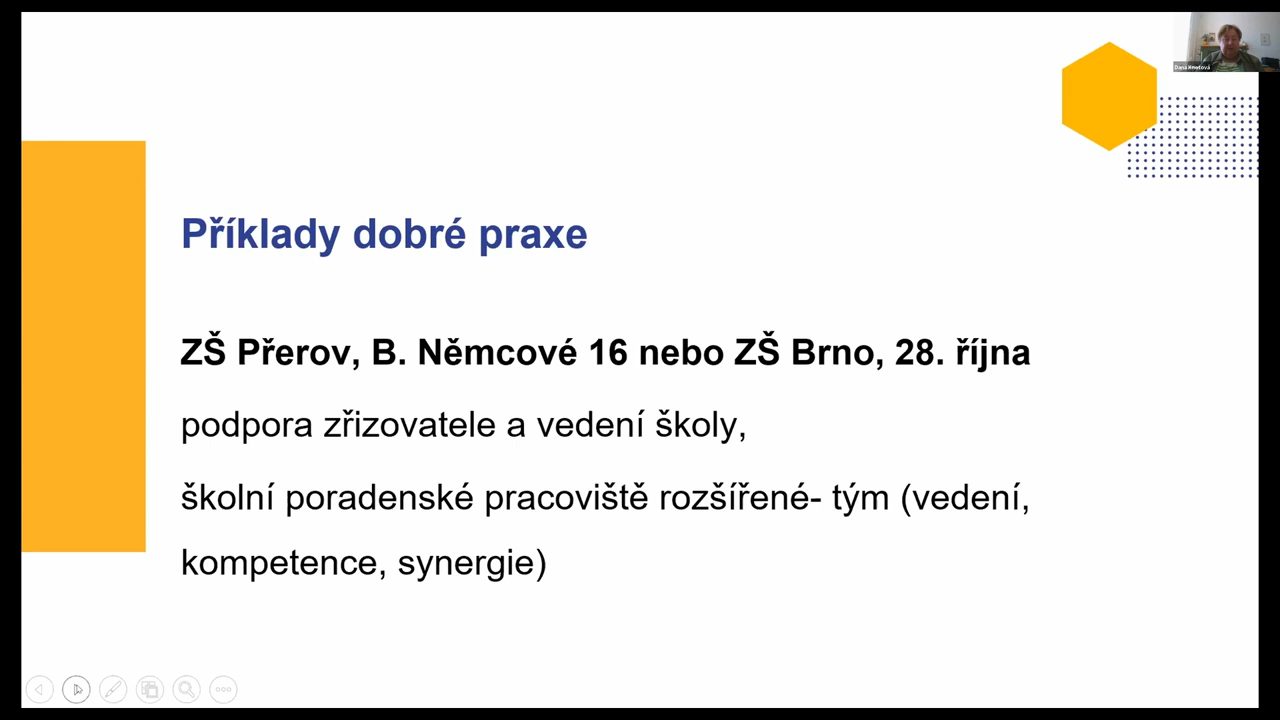 Příklady dobré praxe
ZŠ Přerov, B. Němcové 16 nebo ZŠ Brno, 28. října
podpora zřizovatele a vedení školy,
školní poradenské pracoviště rozšířené- tým (vedení,
kompetence, synergie)
Dana